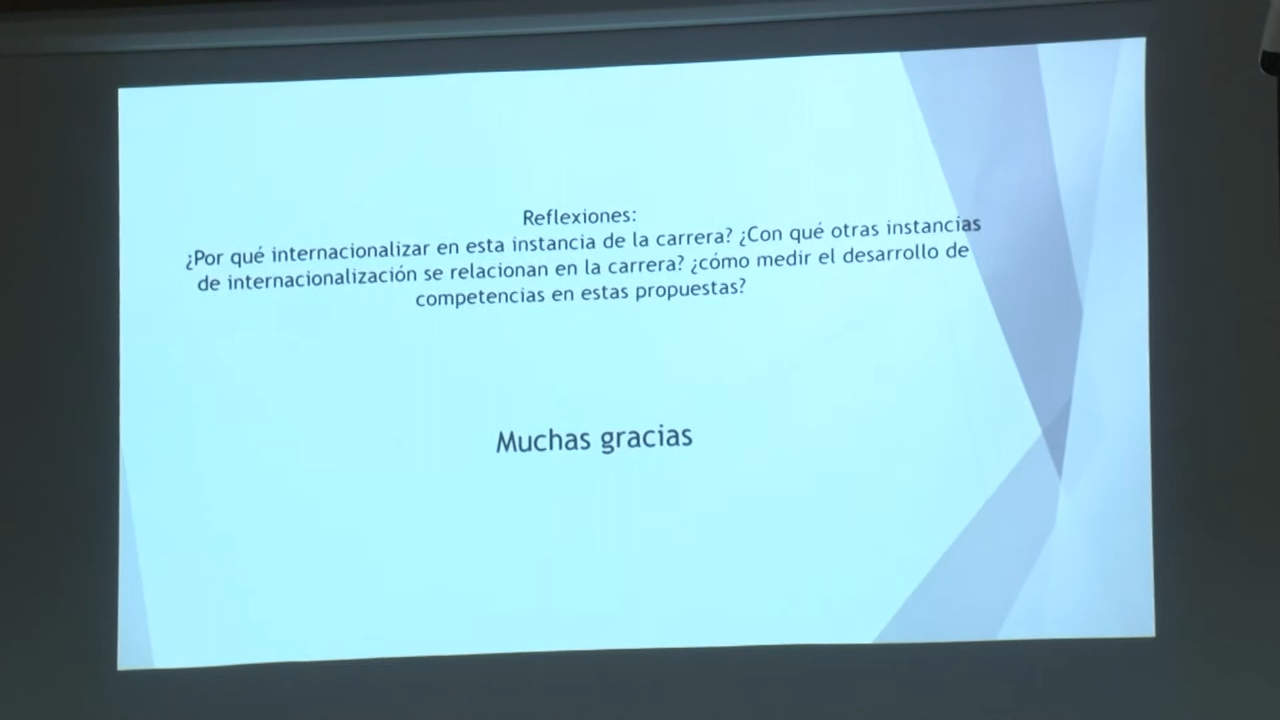 Reflexiones:
¿Por qué internacionalizar en esta instancia de la carrera? ¿Con qué otras instancias
de internacionalización se relacionan en la carrera? ¿cómo medir el desarrollo de
competencias en estas propuestas?
Muchas gracias